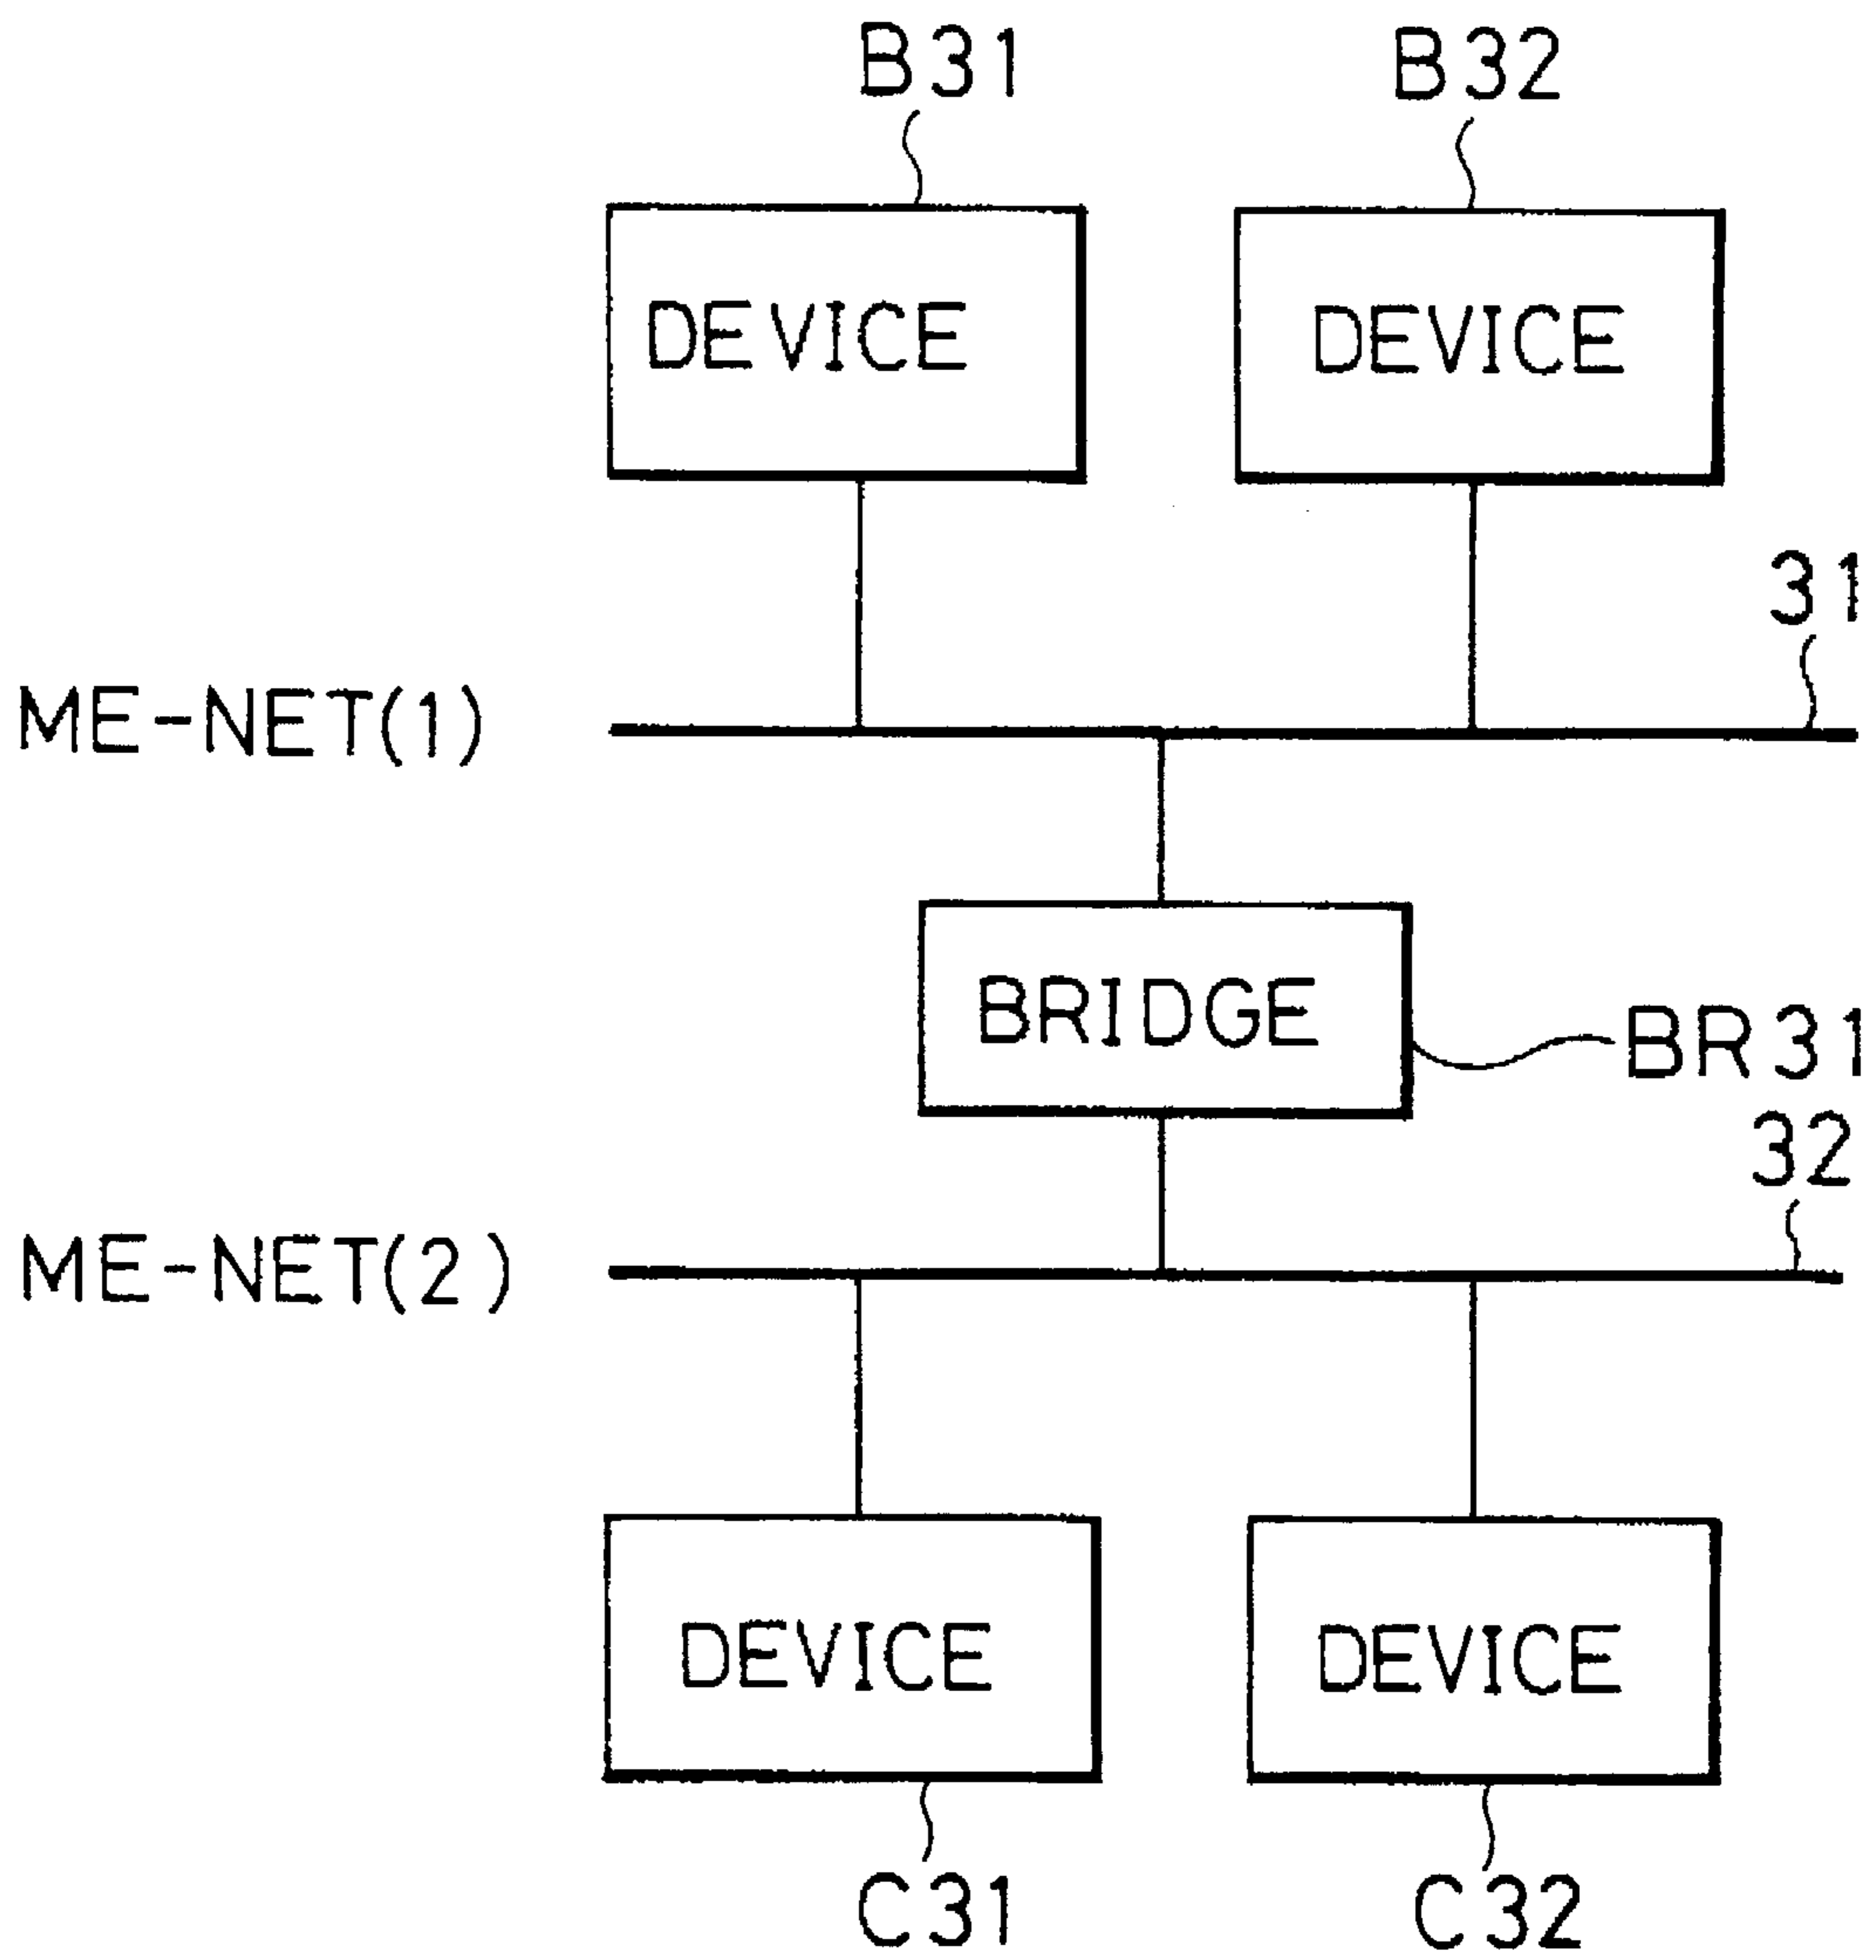 B31 B32
DEVICE DEVICE
31
ME-NET(1)
BRIDGE
BR31
32
ME-NET(2)
DEVICE DEVICE
C31 C32